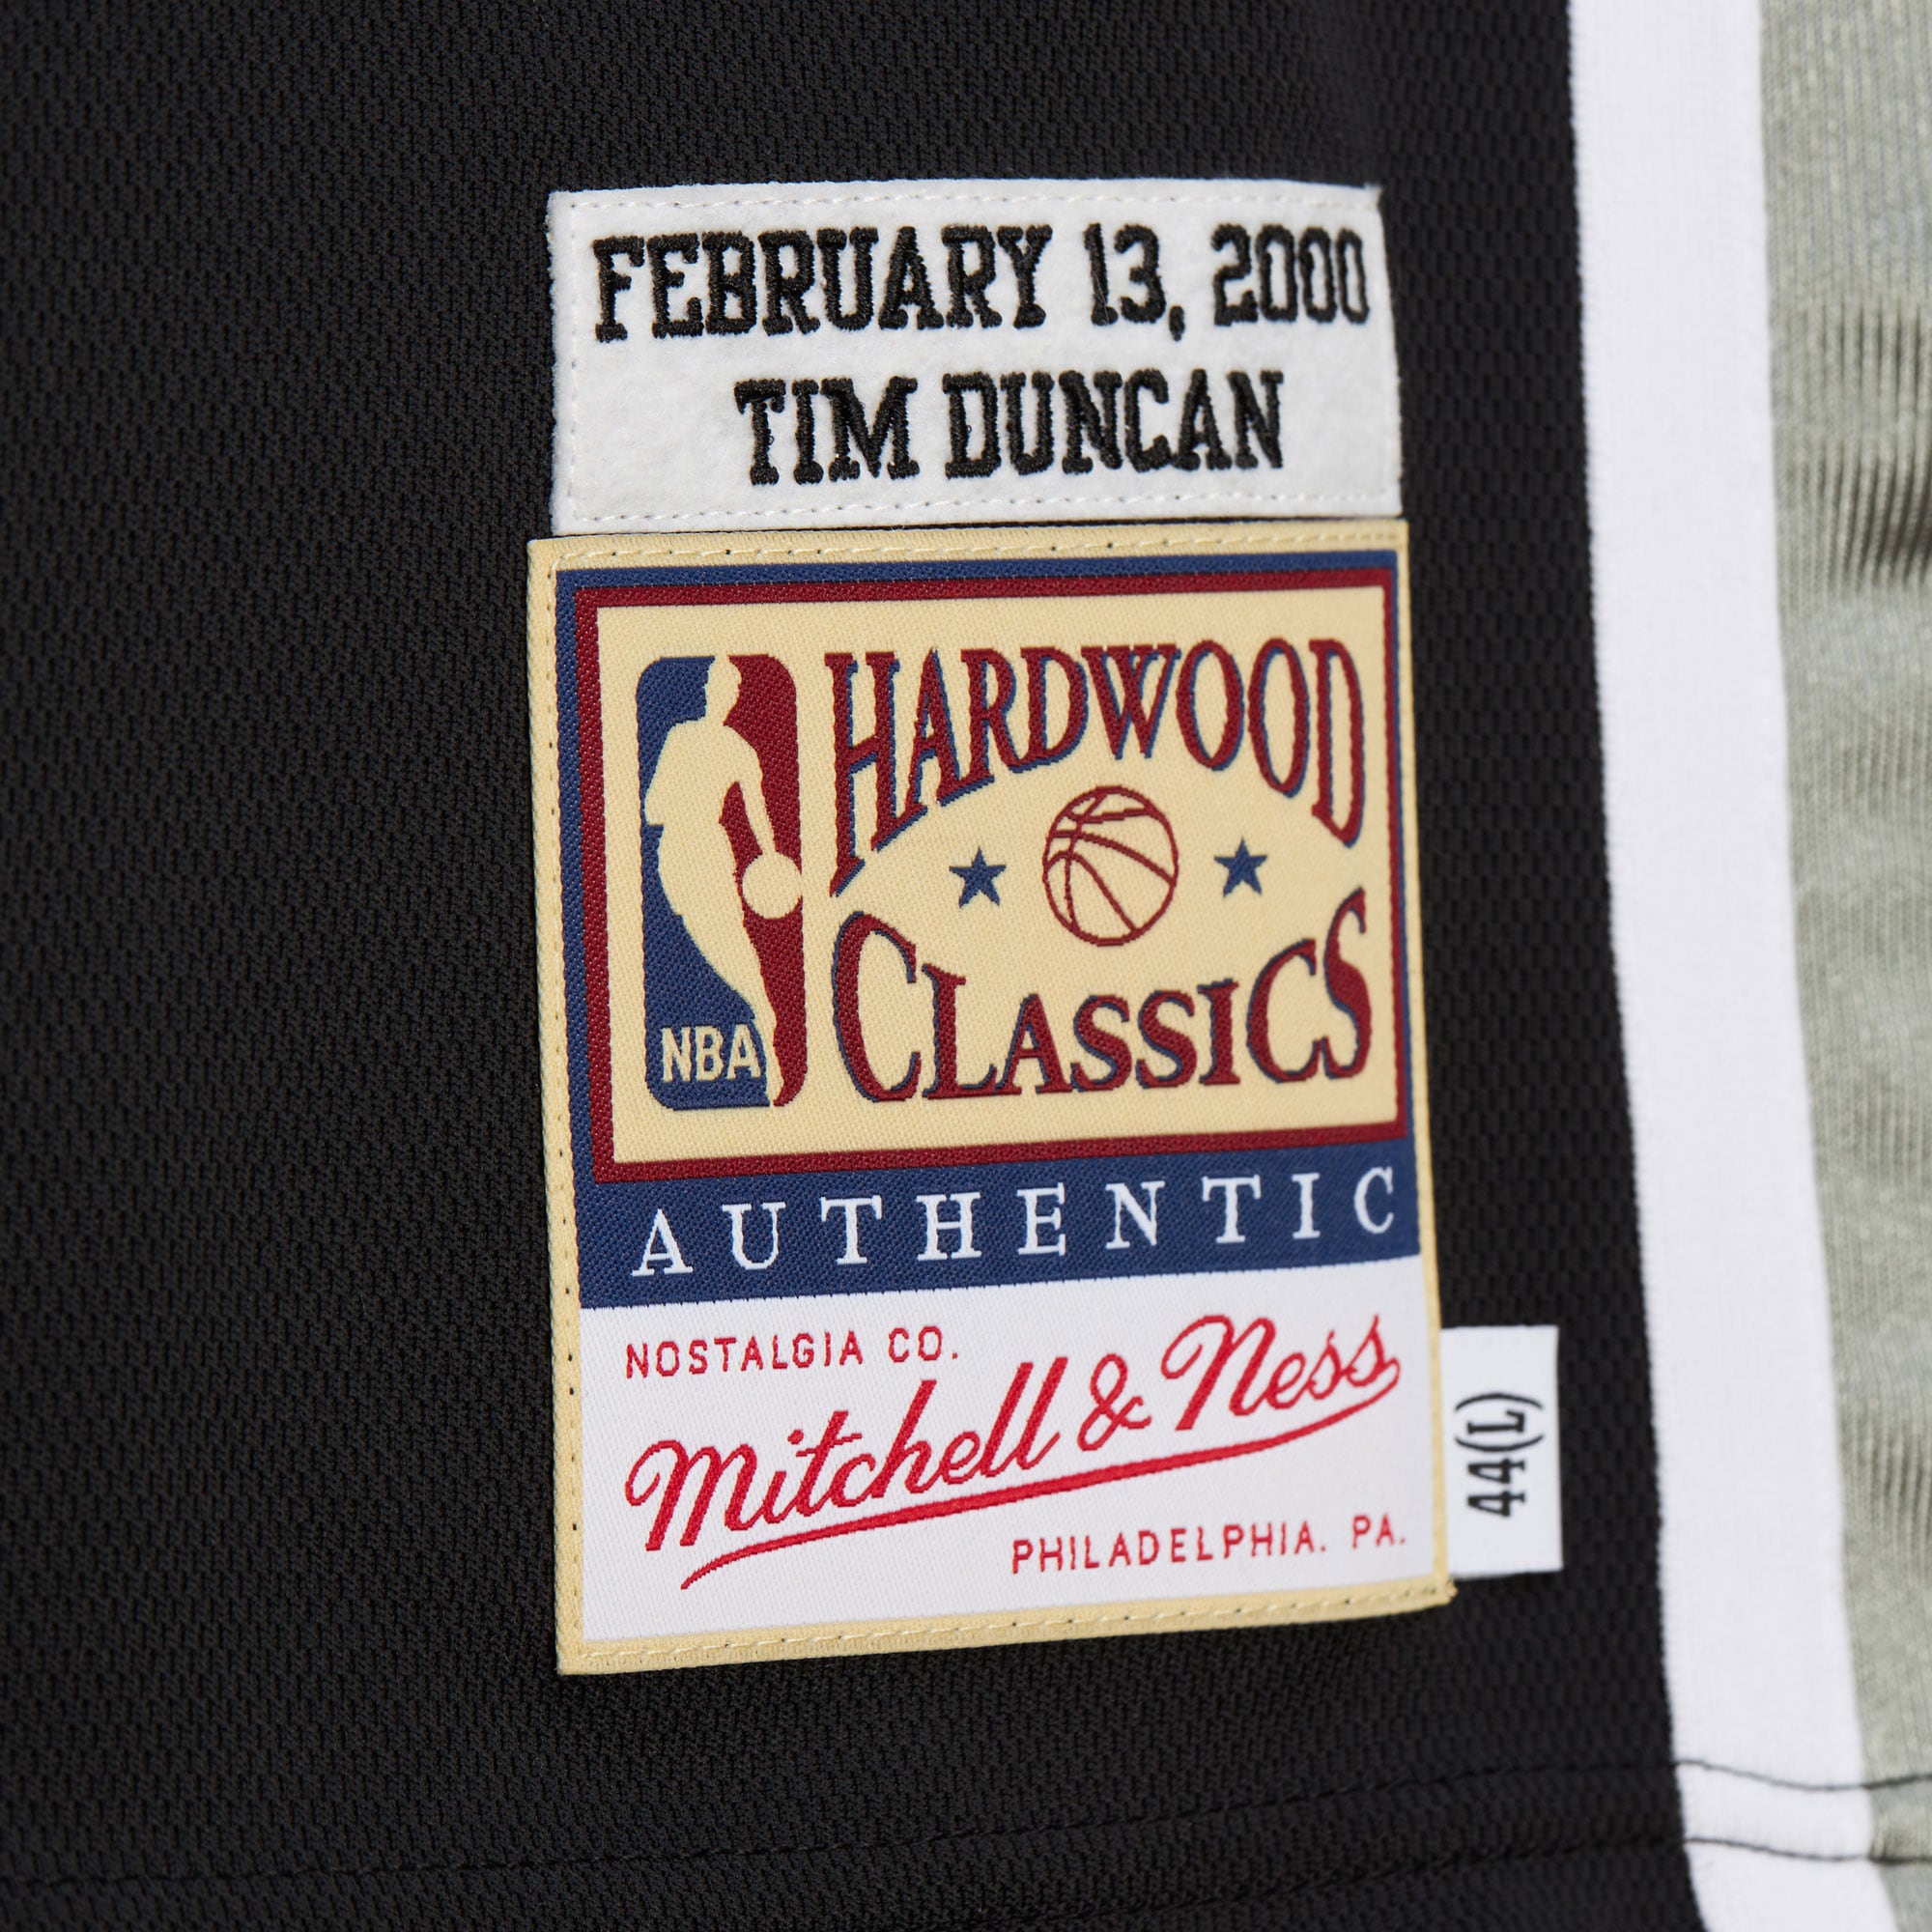 FEBRUARY 13, 2000
TIM DUNCAN
HARDWOOD
CLASSICS
NBA
AUTHENTIC
NOSTALGIA CO.
Mitchell & Ness
PHILADELPHIA. PA.
44(L)